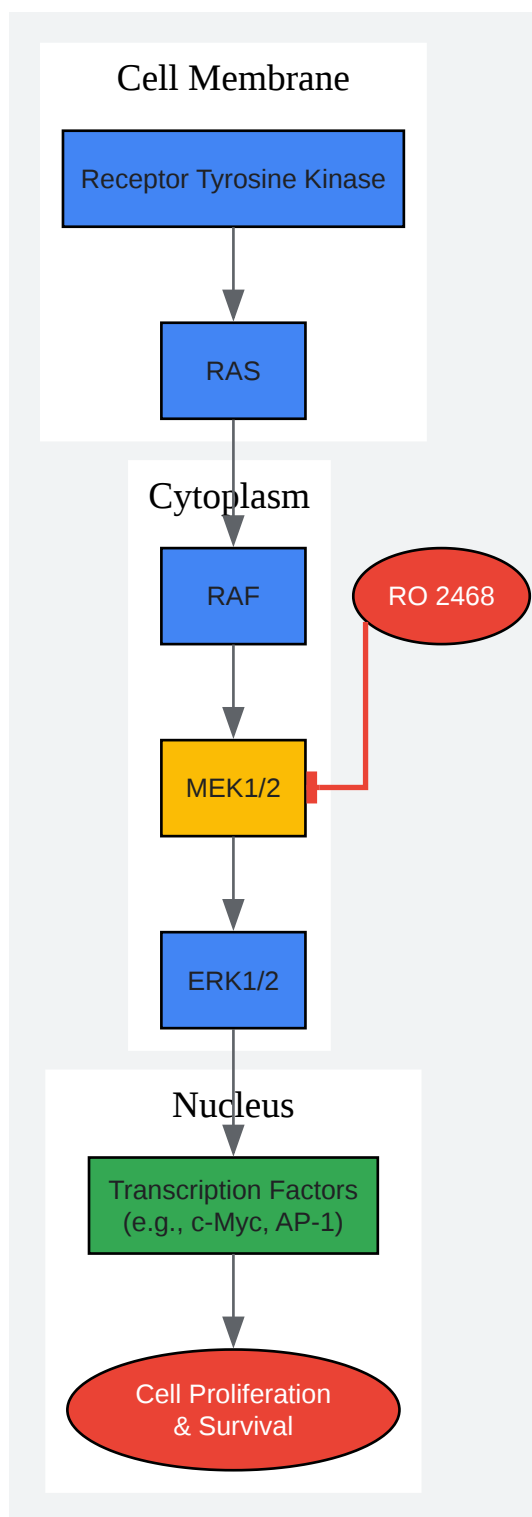 Cell Membrane
Receptor Tyrosine Kinase
RAS
Cytoplasm
RAF
RO 2468
MEK1/2
ERK1/2
Nucleus
Transcription Factors
(e.g., c-Myc, AP-1)
Cell Proliferation
& Survival